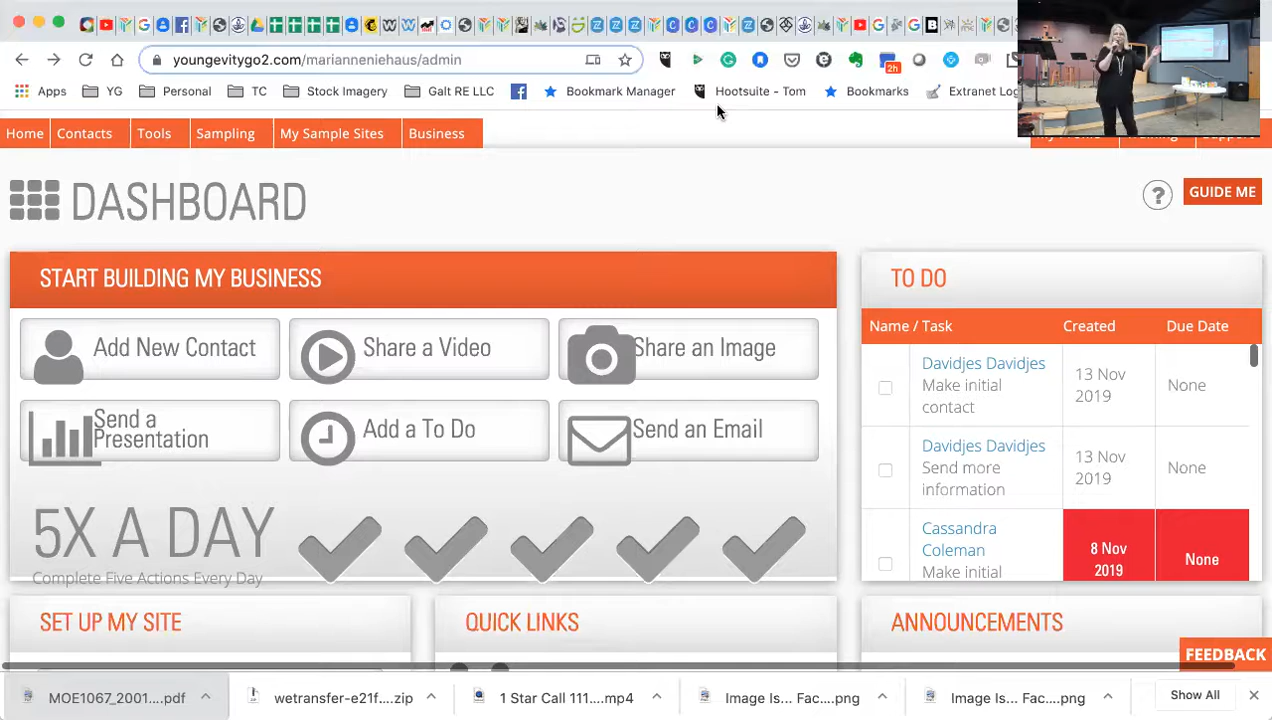 youngevitygo2.com/marianneniehaus/admin
2h
Apps YG Personal TC Stock Imagery Galt RE LLC Bookmark Manager Hootsuite - Tom Bookmarks Extranet Log
Home Contacts Tools Sampling My Sample Sites Business
DASHBOARD
? GUIDE ME
START BUILDING MY BUSINESS
Add New Contact
Share a Video
Share an Image
Send a
Presentation
Add a To Do
Send an Email
5X A DAY
Complete Five Actions Every Day
TO DO
Name / Task Created Due Date
Davidjes Davidjes
Make initial
contact
13 Nov
2019
None
Davidjes Davidjes
Send more
information
13 Nov
2019
None
Cassandra
Coleman
Make initial
8 Nov
2019
None
SET UP MY SITE
QUICK LINKS
ANNOUNCEMENTS
FEEDBACK
MOE1067_2001....pdf
wetransfer-e21f....zip
1 Star Call 111....mp4
Image Is... Fac....png
Image Is... Fac....png
Show All